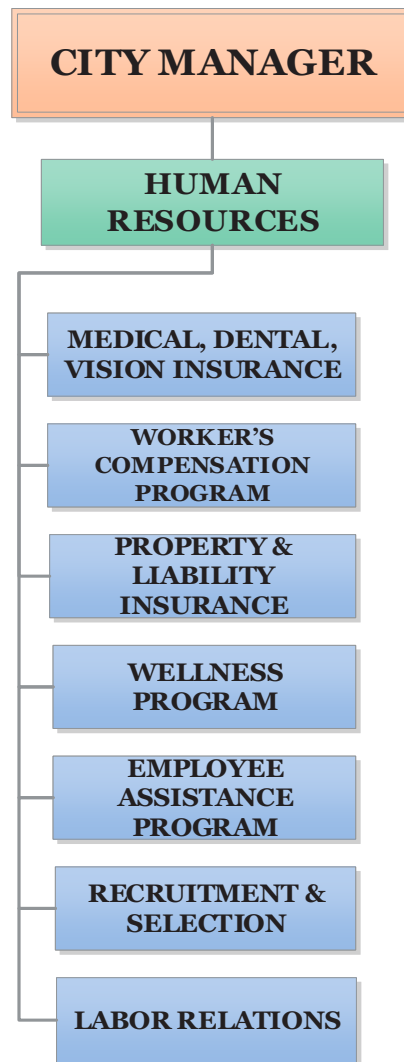 CITY MANAGER
HUMAN
RESOURCES
MEDICAL, DENTAL,
VISION INSURANCE
WORKER’S
COMPENSATION
PROGRAM
PROPERTY &
LIABILITY
INSURANCE
WELLNESS
PROGRAM
EMPLOYEE
ASSISTANCE
PROGRAM
RECRUITMENT &
SELECTION
LABOR RELATIONS